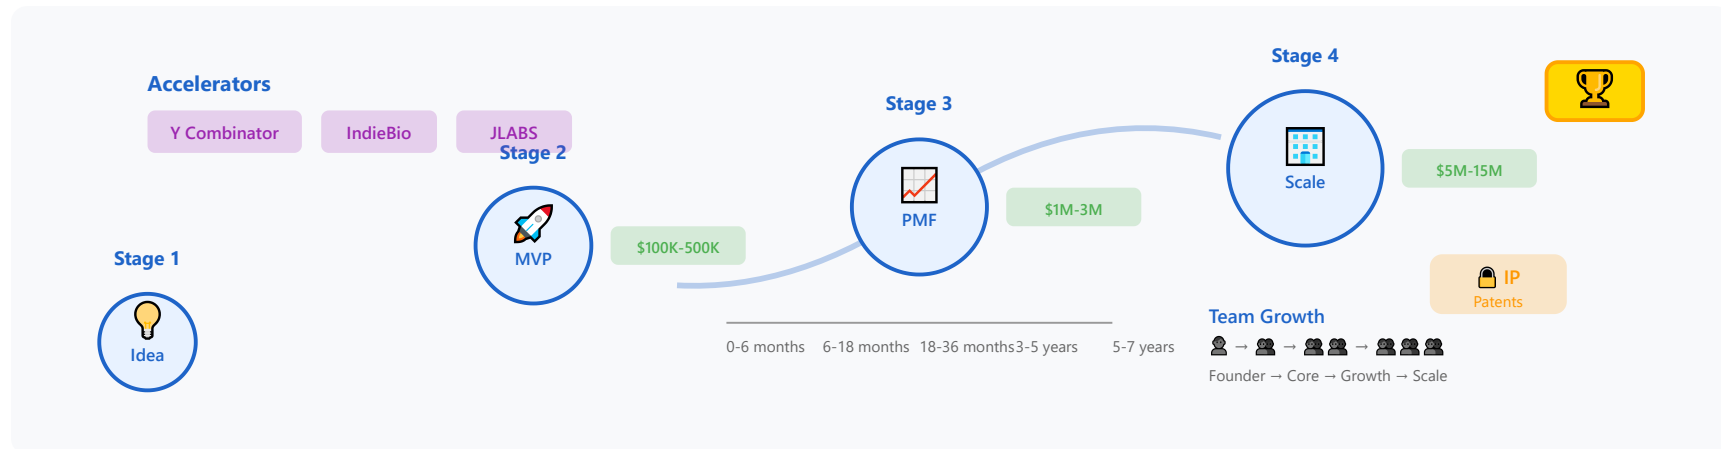 Accelerators
Y Combinator
IndieBio
JLABS
Stage 1
Idea
Stage 2
MVP
$100K-500K
Stage 3
PMF
$1M-3M
Stage 4
Scale
$5M-15M
IP
Patents
0-6 months
6-18 months
18-36 months
3-5 years
5-7 years
Team Growth
→ → →
Founder → Core → Growth → Scale